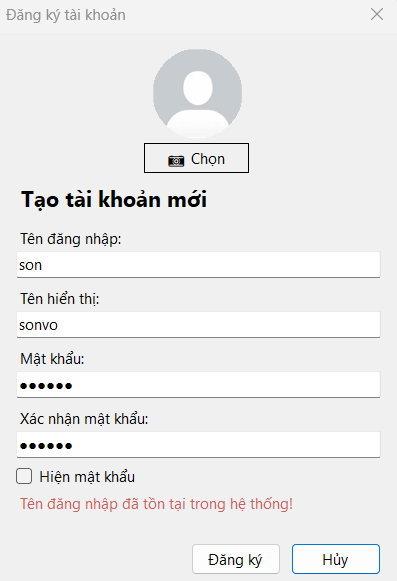 Đăng ký tài khoản
Chọn
Tạo tài khoản mới
Tên đăng nhập:
son
Tên hiển thị:
sonvo
Mật khẩu:
●●●●●●
Xác nhận mật khẩu:
●●●●●●
Hiện mật khẩu
Tên đăng nhập đã tồn tại trong hệ thống!
Đăng ký Hủy